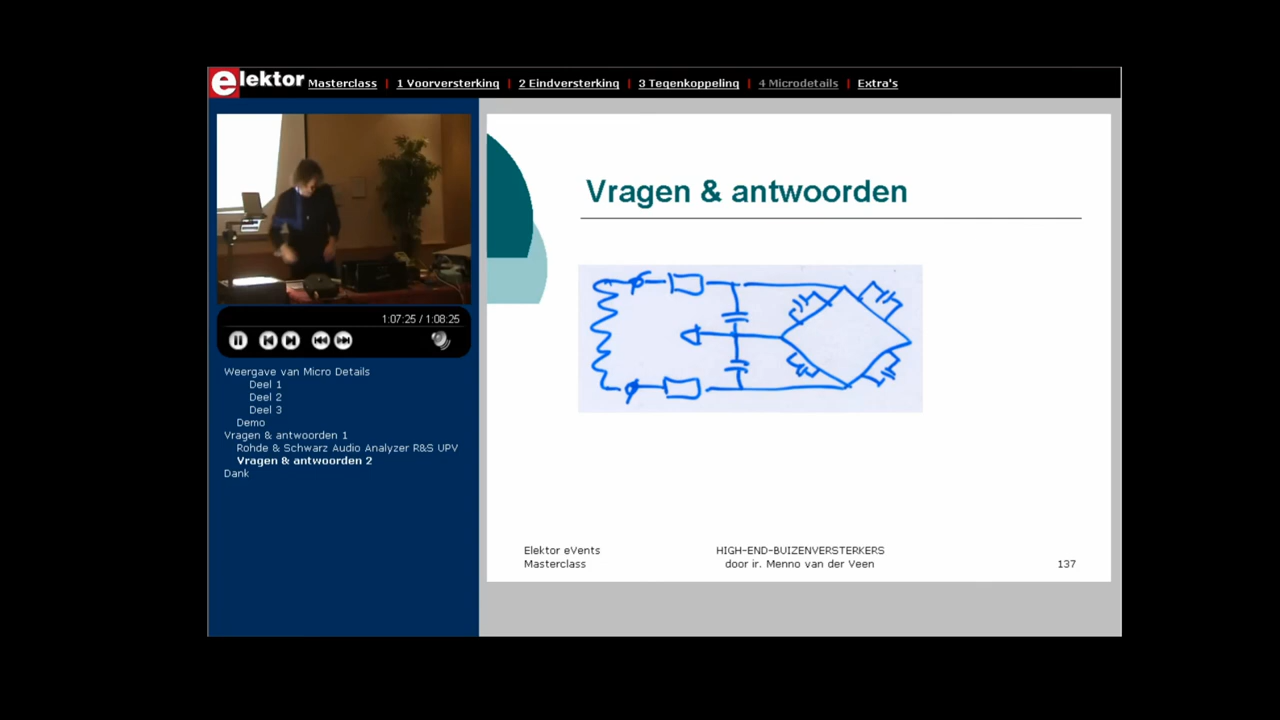 elektor Masterclass | 1 Voorversterking | 2 Eindversterking | 3 Tegenkoppeling | 4 Microdetails | Extra's
Vragen & antwoorden
1:07:25 / 1:08:25
Weergave van Micro Details
Deel 1
Deel 2
Deel 3
Demo
Vragen & antwoorden 1
Rohde & Schwarz Audio Analyzer R&S UPV
Vragen & antwoorden 2
Dank
Elektor eVents
Masterclass
HIGH-END-BUIZENVERSTERKERS
door ir. Menno van der Veen
137